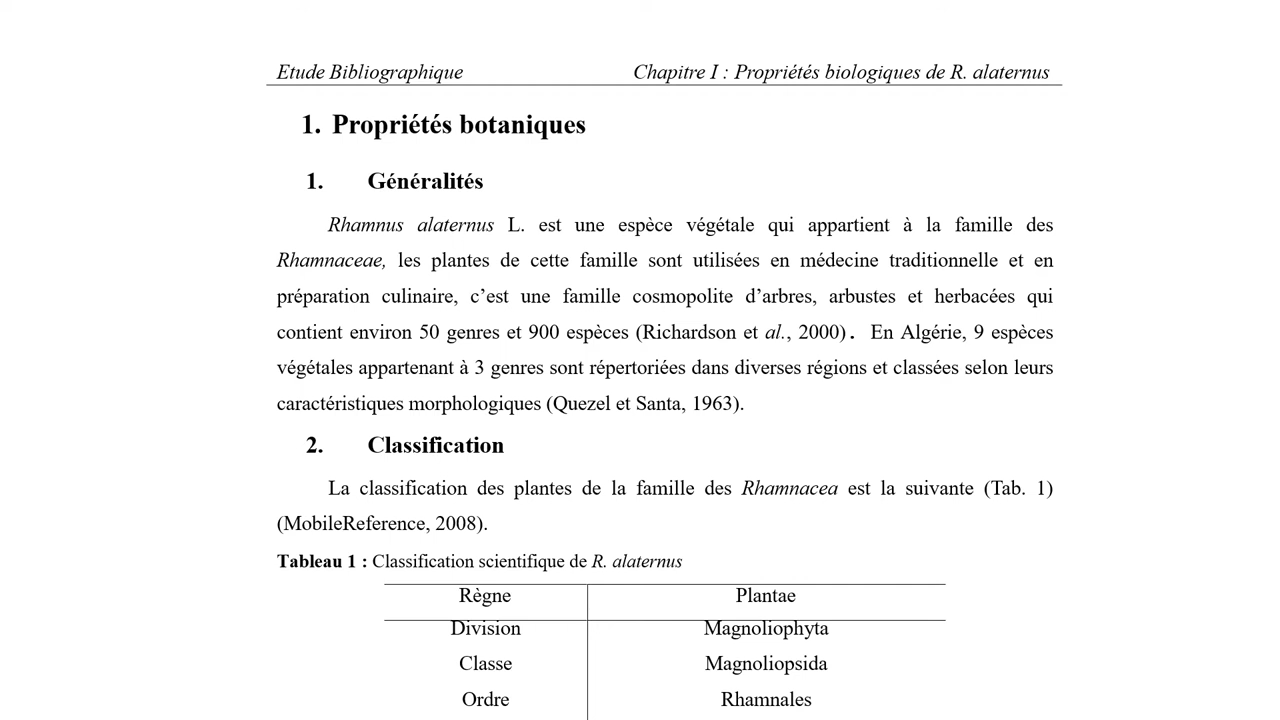 Etude Bibliographique Chapitre I : Propriétés biologiques de R. alaternus
1. Propriétés botaniques
1. Généralités
Rhamnus alaternus L. est une espèce végétale qui appartient à la famille des
Rhamnaceae, les plantes de cette famille sont utilisées en médecine traditionnelle et en
préparation culinaire, c’est une famille cosmopolite d’arbres, arbustes et herbacées qui
contient environ 50 genres et 900 espèces (Richardson et al., 2000). En Algérie, 9 espèces
végétales appartenant à 3 genres sont répertoriées dans diverses régions et classées selon leurs
caractéristiques morphologiques (Quezel et Santa, 1963).
2. Classification
La classification des plantes de la famille des Rhamnacea est la suivante (Tab. 1)
(MobileReference, 2008).
Tableau 1 : Classification scientifique de R. alaternus
Règne Plantae
Division Magnoliophyta
Classe Magnoliopsida
Ordre Rhamnales